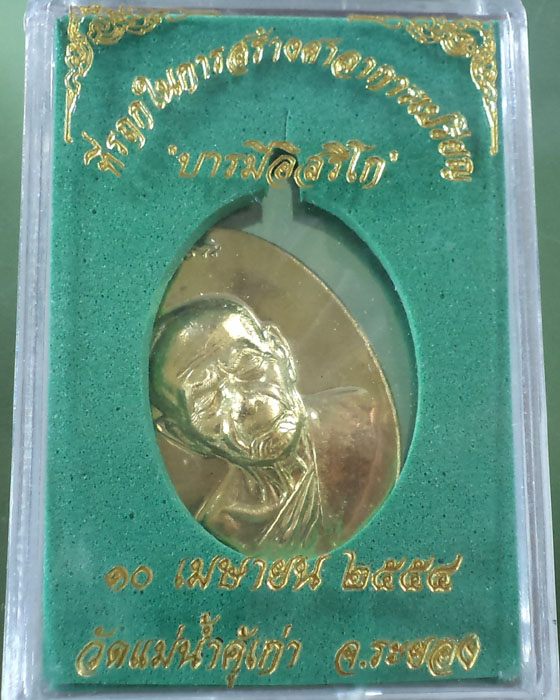 ที่ระฤกในการสร้างศาลาการเปรียญ
"บารมีอิสริโก"
๑๐ เมษายน ๒๕๕๔
วัดแม่น้ำคู้เก่า จ.ระยอง